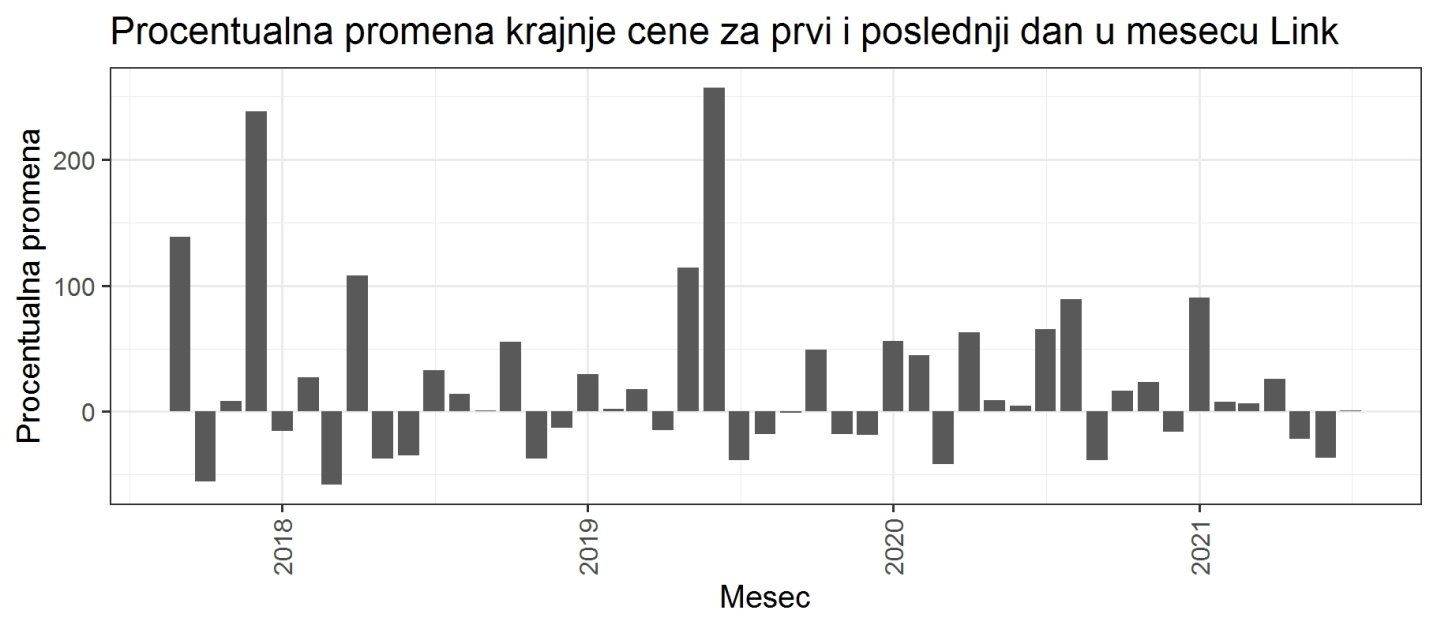 Procentualna promena krajnje cene za prvi i poslednji dan u mesecu Link
Procentualna promena
200
100
0
2018
2019
2020
2021
Mesec